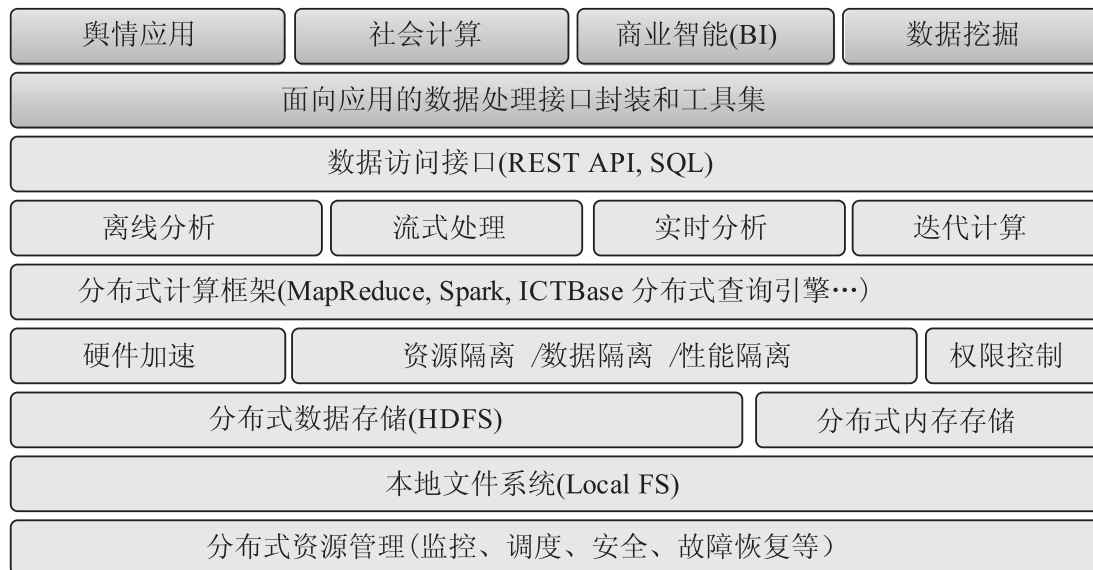 舆情应用 社会计算 商业智能(BI) 数据挖掘
面向应用的数据处理接口封装和工具集
数据访问接口(REST API, SQL)
离线分析 流式处理 实时分析 迭代计算
分布式计算框架(MapReduce, Spark, ICTBase 分布式查询引擎…)
硬件加速 资源隔离 /数据隔离 /性能隔离 权限控制
分布式数据存储(HDFS) 分布式内存存储
本地文件系统(Local FS)
分布式资源管理(监控、调度、安全、故障恢复等)